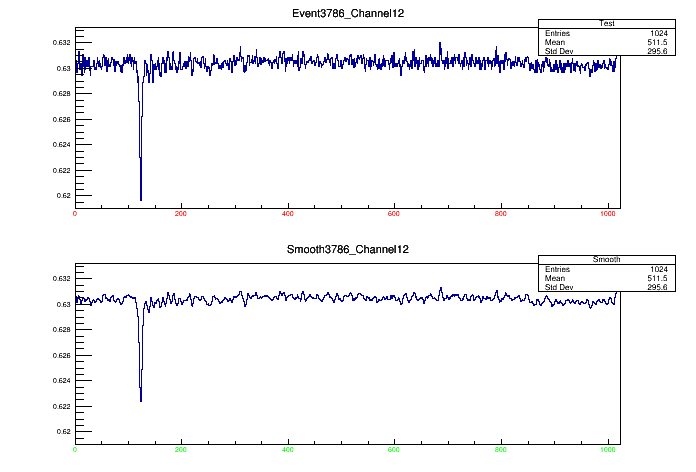 Event3786_Channel12
Test
Entries 1024
Mean 511.5
Std Dev 295.6
0.632
0.63
0.628
0.626
0.624
0.622
0.62
0 200 400 600 800 1000
Smooth3786_Channel12
Smooth
Entries 1024
Mean 511.5
Std Dev 295.6
0.632
0.63
0.628
0.626
0.624
0.622
0.62
0 200 400 600 800 1000